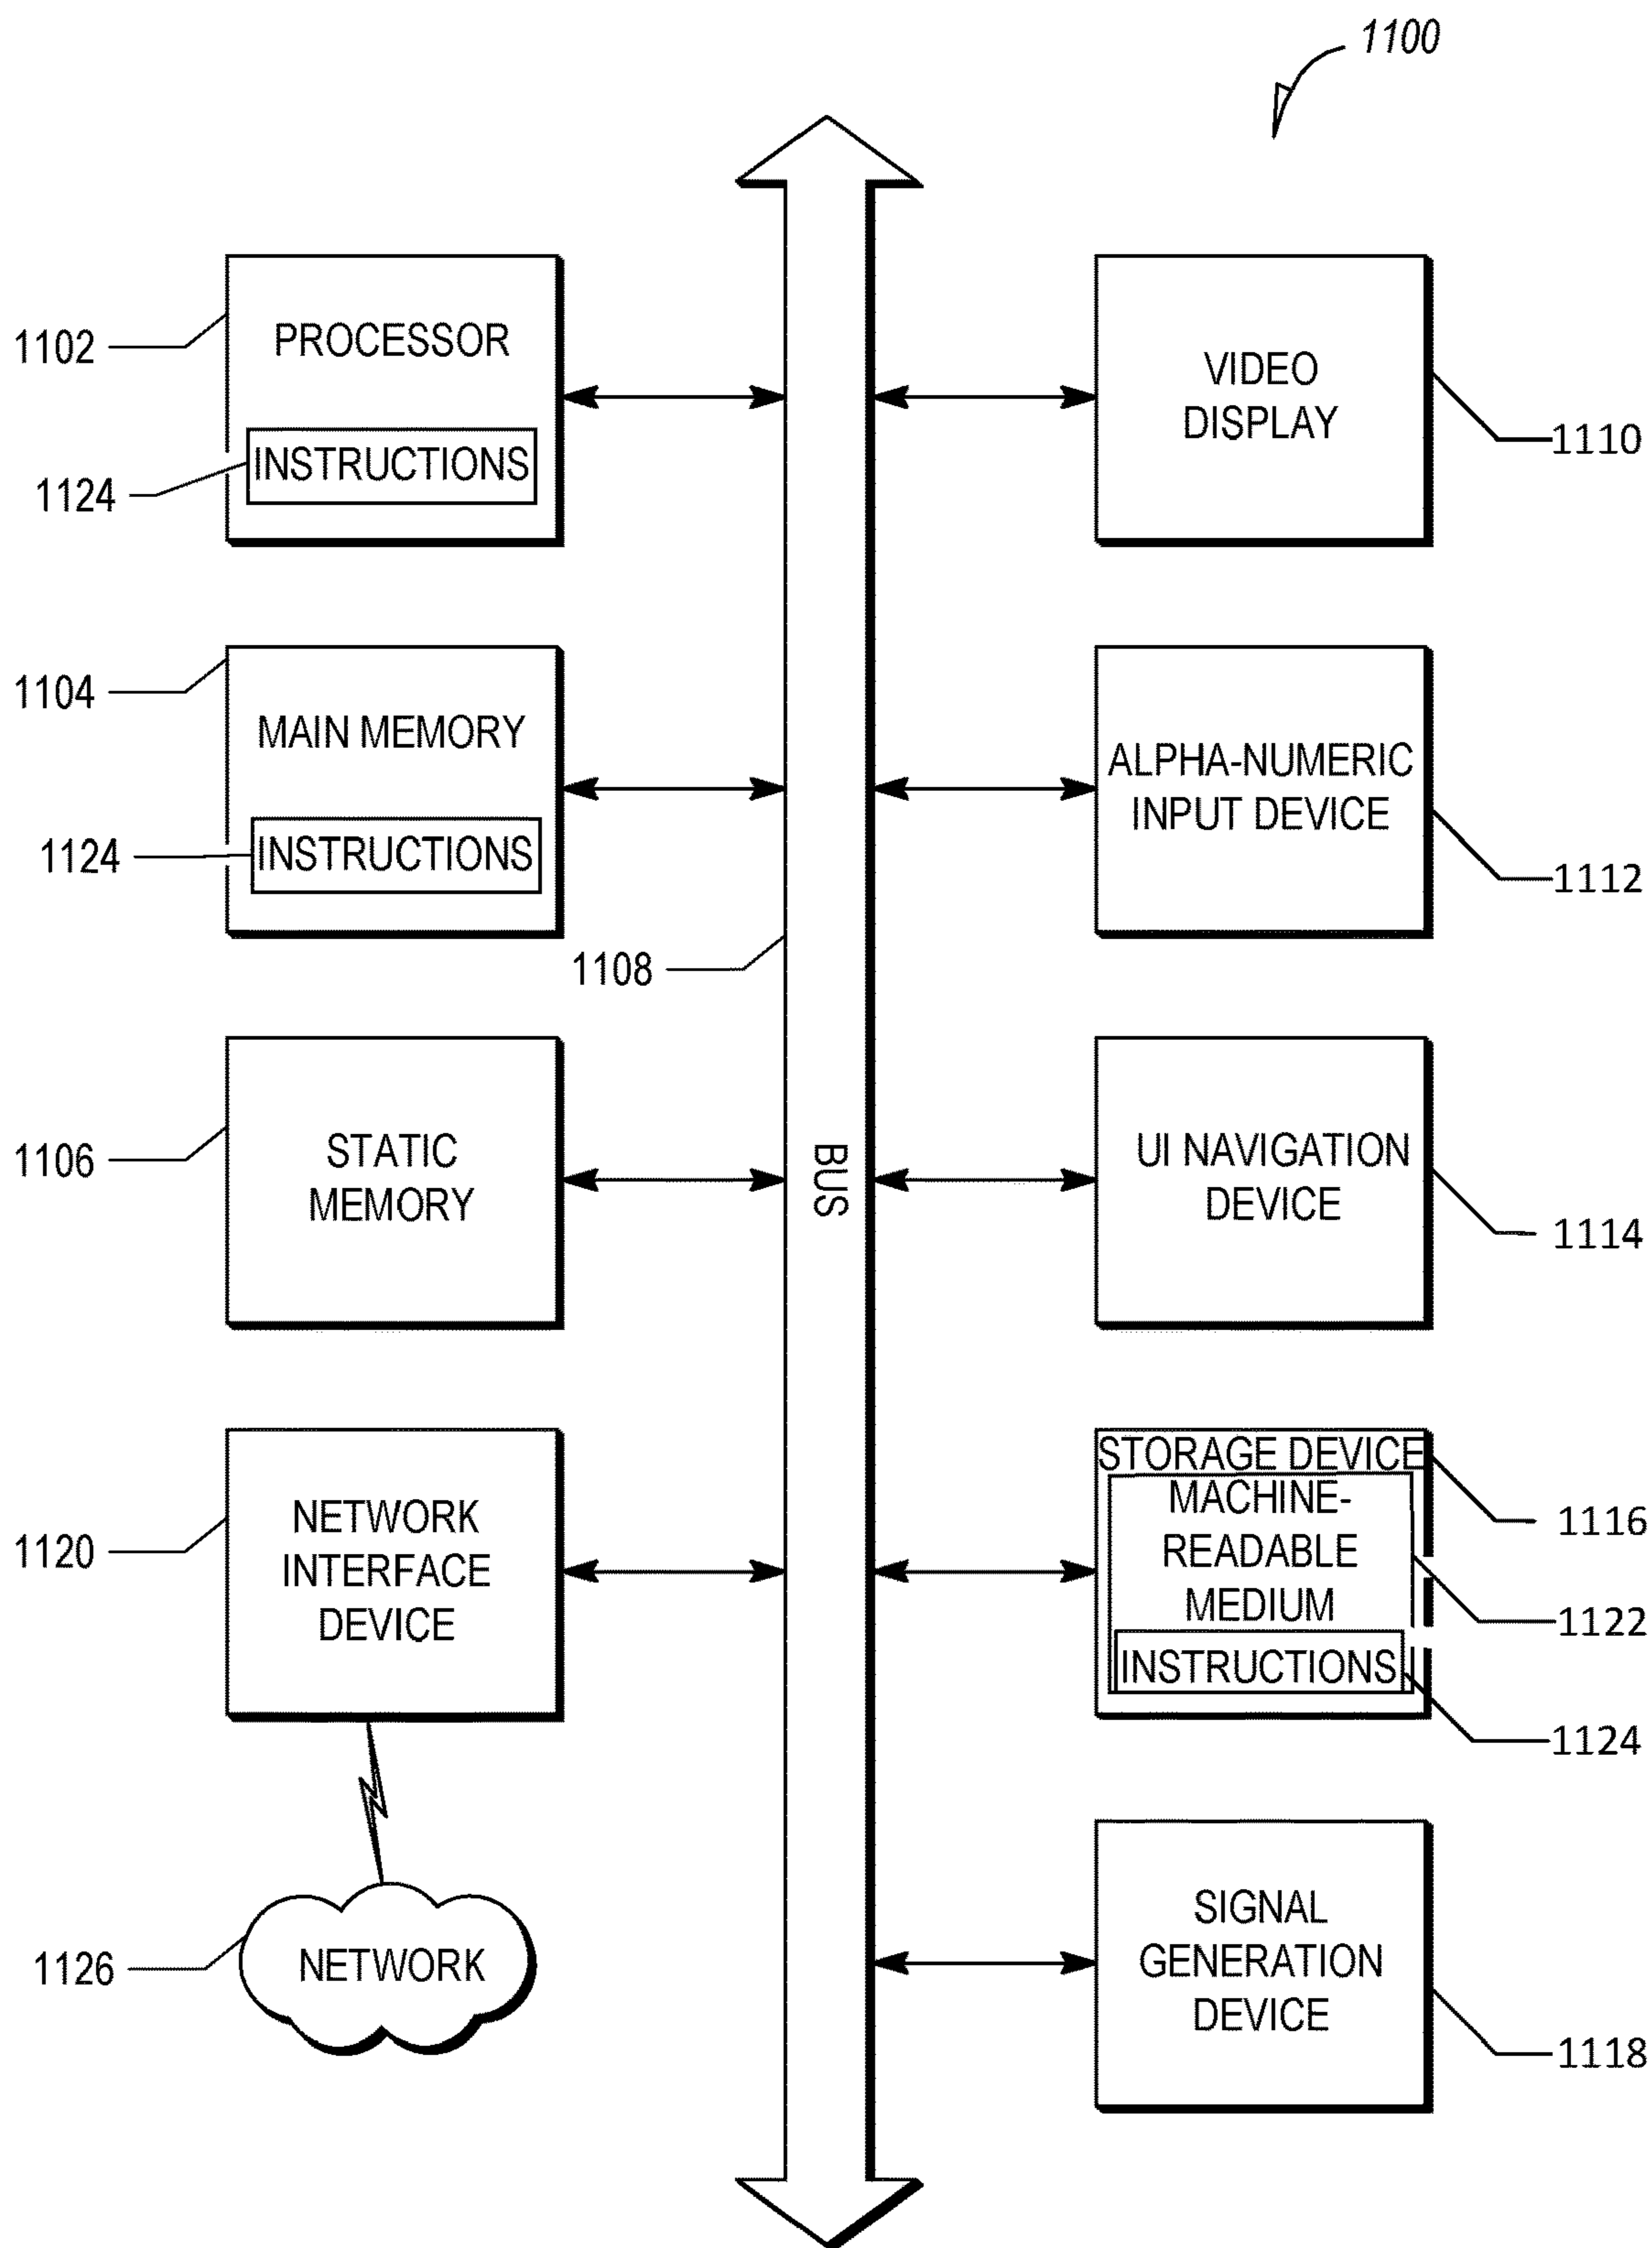 1100
1102
PROCESSOR
1124
INSTRUCTIONS
1104
MAIN MEMORY
1124
INSTRUCTIONS
1108
1106
STATIC
MEMORY
1120
NETWORK
INTERFACE
DEVICE
1126
NETWORK
BUS
VIDEO
DISPLAY
1110
ALPHA-NUMERIC
INPUT DEVICE
1112
UI NAVIGATION
DEVICE
1114
STORAGE DEVICE
1116
MACHINE-
READABLE
MEDIUM
1122
INSTRUCTIONS
1124
SIGNAL
GENERATION
DEVICE
1118